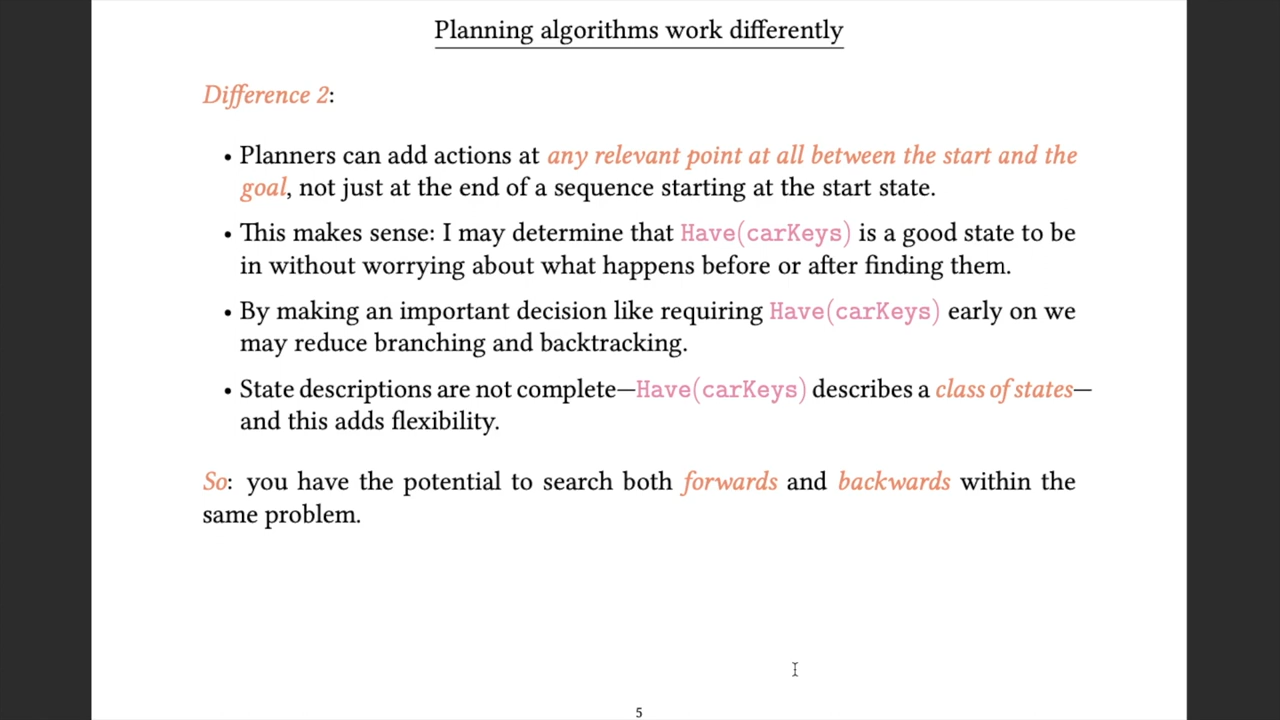 Planning algorithms work differently
Difference 2:
• Planners can add actions at any relevant point at all between the start and the
goal, not just at the end of a sequence starting at the start state.
• This makes sense: I may determine that Have(carKeys) is a good state to be
in without worrying about what happens before or after finding them.
• By making an important decision like requiring Have(carKeys) early on we
may reduce branching and backtracking.
• State descriptions are not complete—Have(carKeys) describes a class of states—
and this adds flexibility.
So: you have the potential to search both forwards and backwards within the
same problem.
5